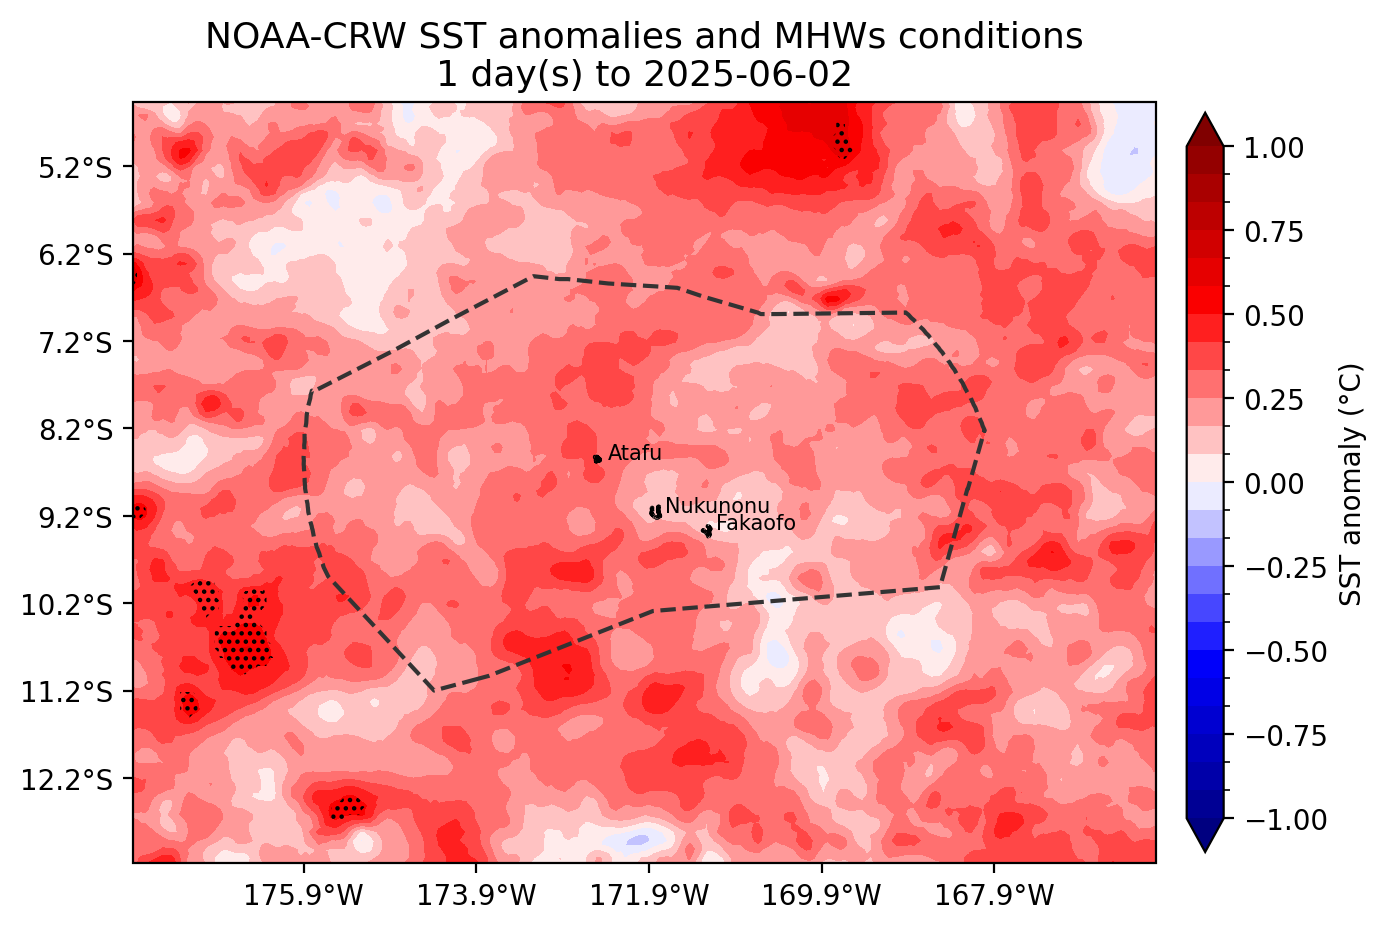 NOAA-CRW SST anomalies and MHWs conditions
1 day(s) to 2025-06-02
5.2°S
6.2°S
7.2°S
8.2°S
9.2°S
10.2°S
11.2°S
12.2°S
Atafu
Nukunonu
Fakaofo
175.9°W
173.9°W
171.9°W
169.9°W
167.9°W
1.00
0.75
0.50
0.25
0.00
−0.25
−0.50
−0.75
−1.00
SST anomaly (°C)